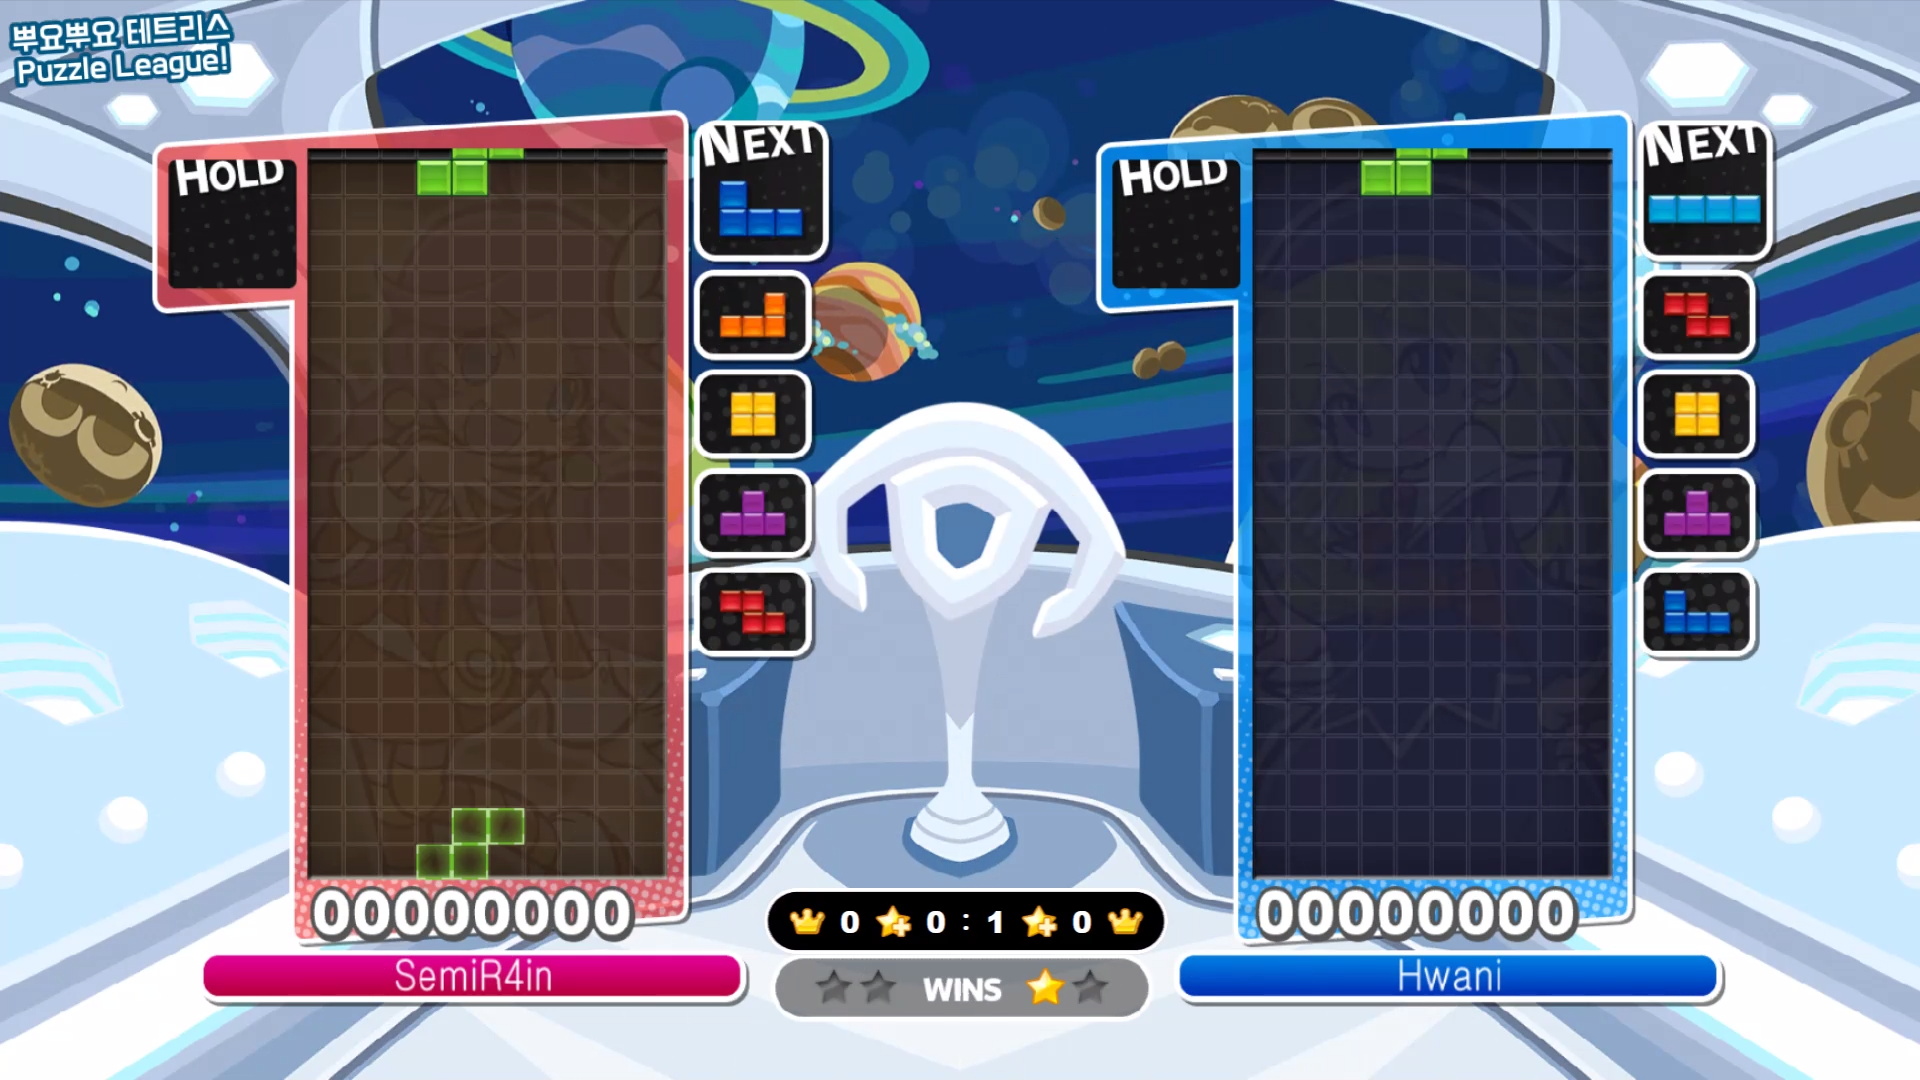 뿌요뿌요 테트리스
Puzzle League!
HOLD
NEXT
HOLD
NEXT
00000000
0 0 : 1 0
00000000
SemiR4in
WINS
Hwani